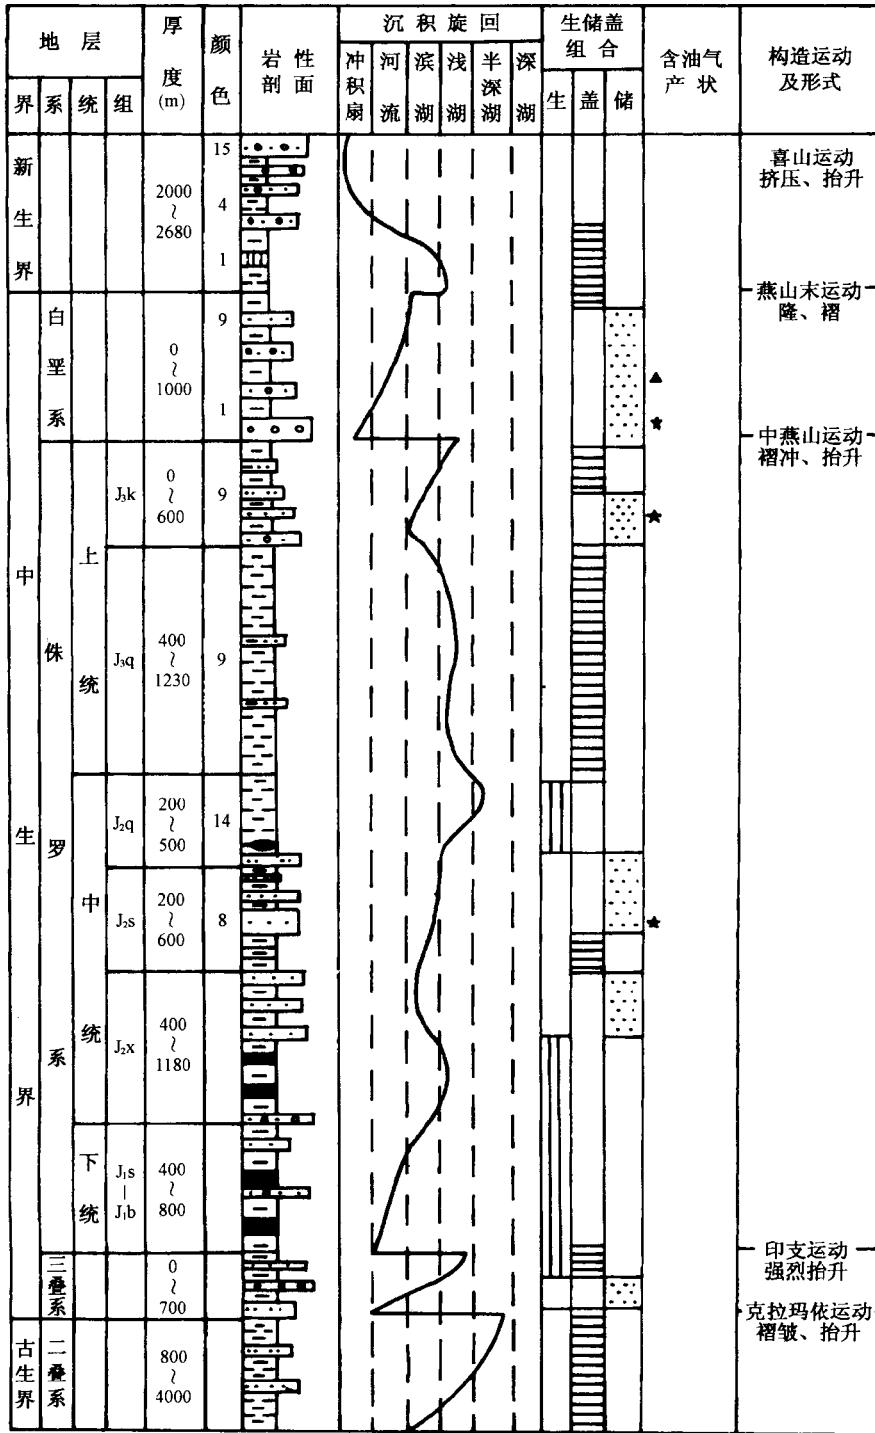 地层
厚度(m)
颜色
岩性剖面
沉积旋回
生储盖组合
含油气产状
构造运动及形式
界 系 统 组
冲积扇 河流 滨湖 浅湖 半深湖 深湖
生 盖 储
新生界
2000~2680
15
4
1
喜山运动
挤压、抬升
燕山末运动
隆、褶
中生界
白垩系
0~1000
9
1
中燕山运动
褶冲、抬升
侏罗系
上统
J₃k
0~600
9
J₃q
400~1230
9
中统
J₂q
200~500
14
J₂s
200~600
8
J₂x
400~1180
下统
J₁s—J₁b
400~800
印支运动
强烈抬升
三叠系
0~700
克拉玛依运动
褶皱、抬升
古生界
二叠系
800~4000